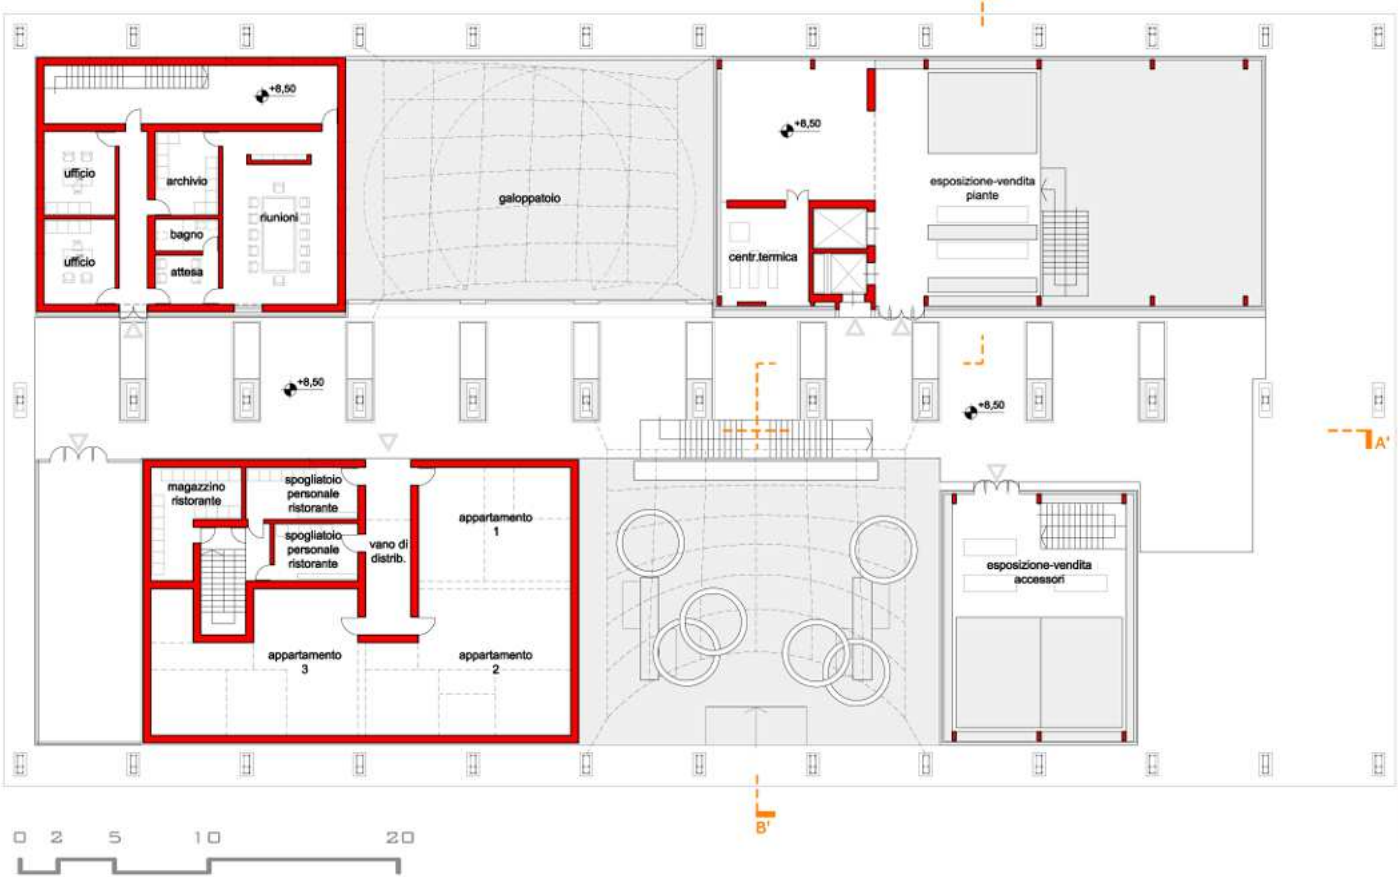 +8,50
+8,50
ufficio
archivio
riunioni
galoppatoio
esposizione-vendita
piante
bagno
ufficio
attesa
centr.termica
+8,50
+8,50
A'
magazzino
ristorante
spogliatoio
personale
ristorante
spogliatoio
personale
ristorante
vano di
distrib.
appartamento
1
esposizione-vendita
accessori
appartamento
3
appartamento
2
B'
0 2 5 10 20